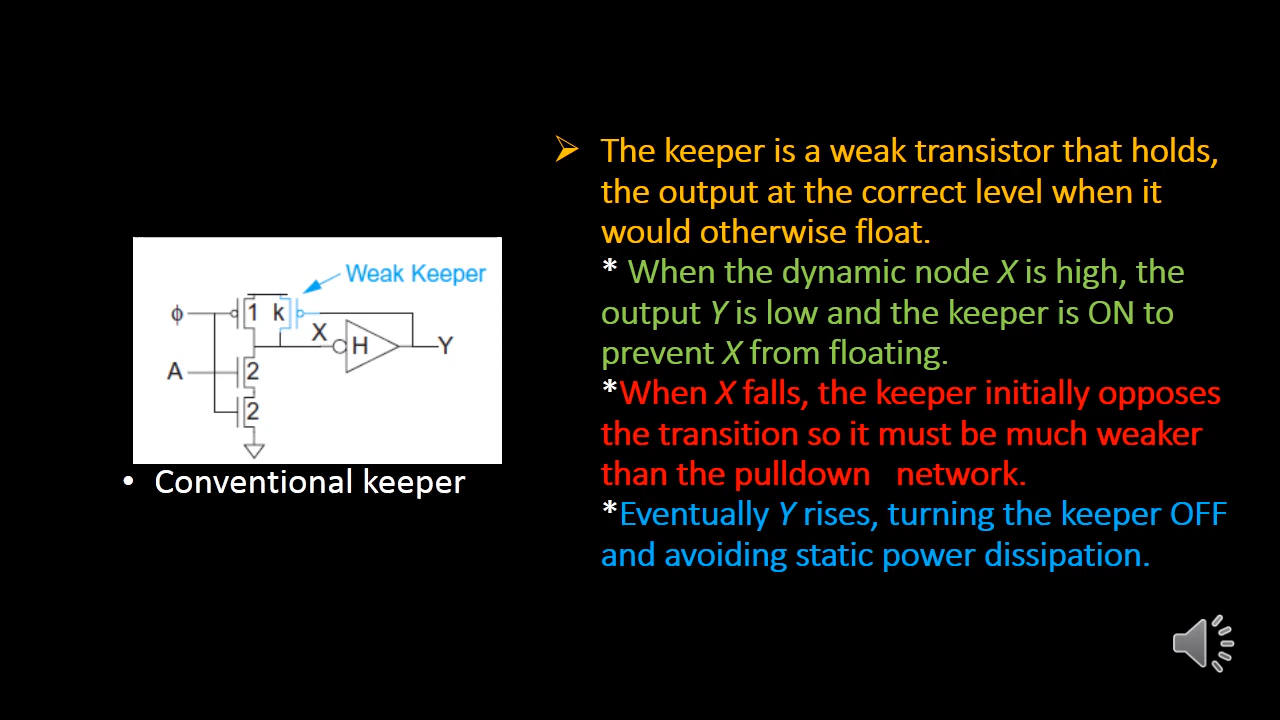 ➢ The keeper is a weak transistor that holds,
the output at the correct level when it
would otherwise float.
* When the dynamic node X is high, the
output Y is low and the keeper is ON to
prevent X from floating.
*When X falls, the keeper initially opposes
the transition so it must be much weaker
than the pulldown network.
*Eventually Y rises, turning the keeper OFF
and avoiding static power dissipation.
Weak Keeper
ϕ 1 k
X H Y
A 2
2
• Conventional keeper